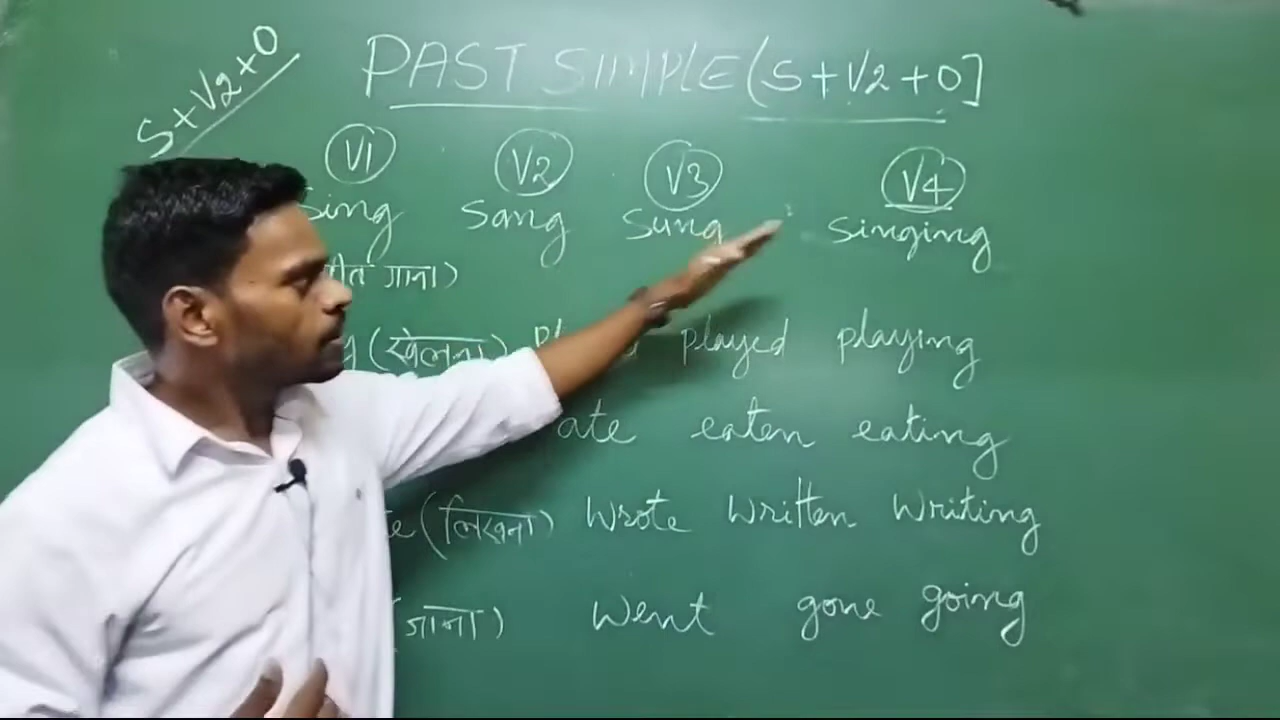 S+V2+O
PAST SIMPLE (S+V2+O]
V1 V2 V3 V4
Sing Sang Sung Singing
गाना)
(खेलना) played playing
ate eaten eating
(लिखना) Wrote Written Writing
जाना) Went gone going